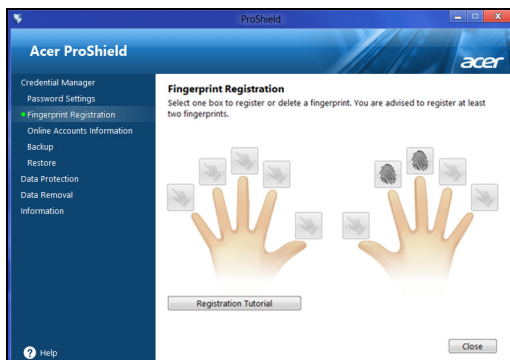 ProShield
Acer ProShield
acer
Credential Manager
Password Settings
Fingerprint Registration
Online Accounts Information
Backup
Restore
Data Protection
Data Removal
Information
Fingerprint Registration
Select one box to register or delete a fingerprint. You are advised to register at least
two fingerprints.
Registration Tutorial
Close
? Help